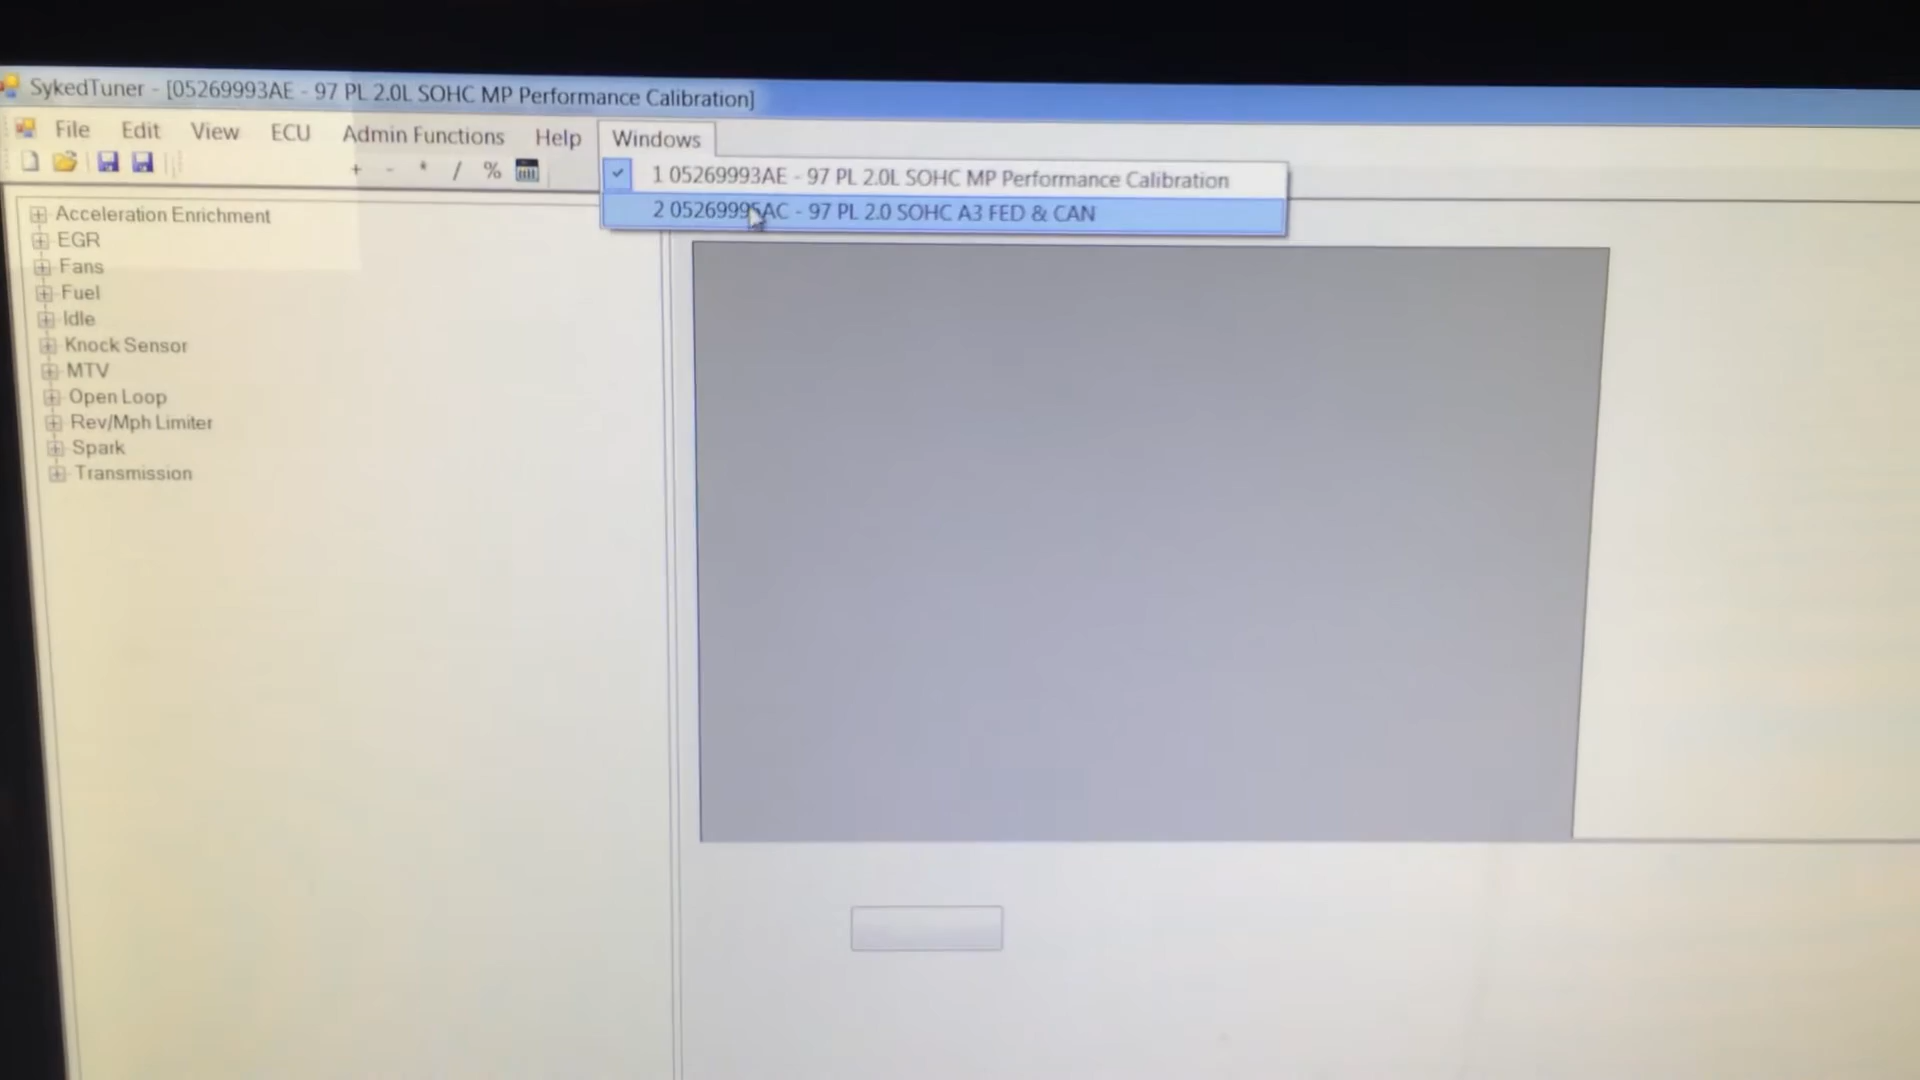 SykedTuner - [05269993AE - 97 PL 2.0L SOHC MP Performance Calibration]
File Edit View ECU Admin Functions Help Windows
+ - * / %
1 05269993AE - 97 PL 2.0L SOHC MP Performance Calibration
2 05269995AC - 97 PL 2.0 SOHC A3 FED & CAN
Acceleration Enrichment
EGR
Fans
Fuel
Idle
Knock Sensor
MTV
Open Loop
Rev/Mph Limiter
Spark
Transmission